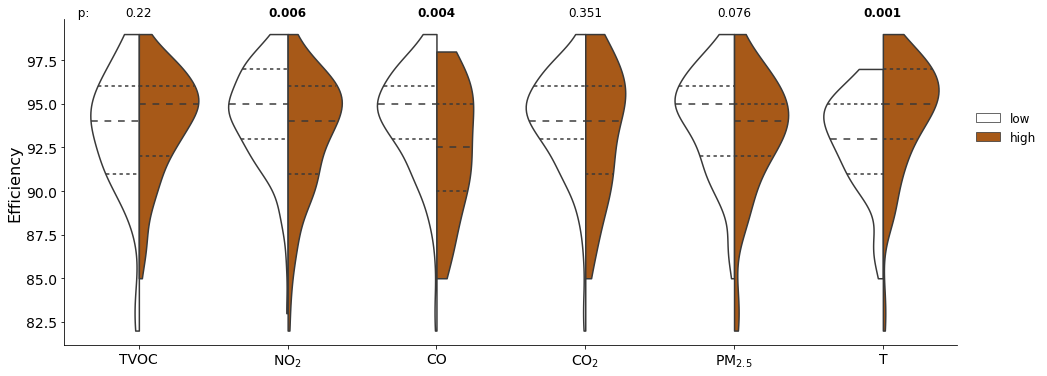 p: 0.22 0.006 0.004 0.351 0.076 0.001
97.5
95.0
92.5
90.0
87.5
85.0
82.5
Efficiency
low
high
TVOC NO₂ CO CO₂ PM₂.₅ T